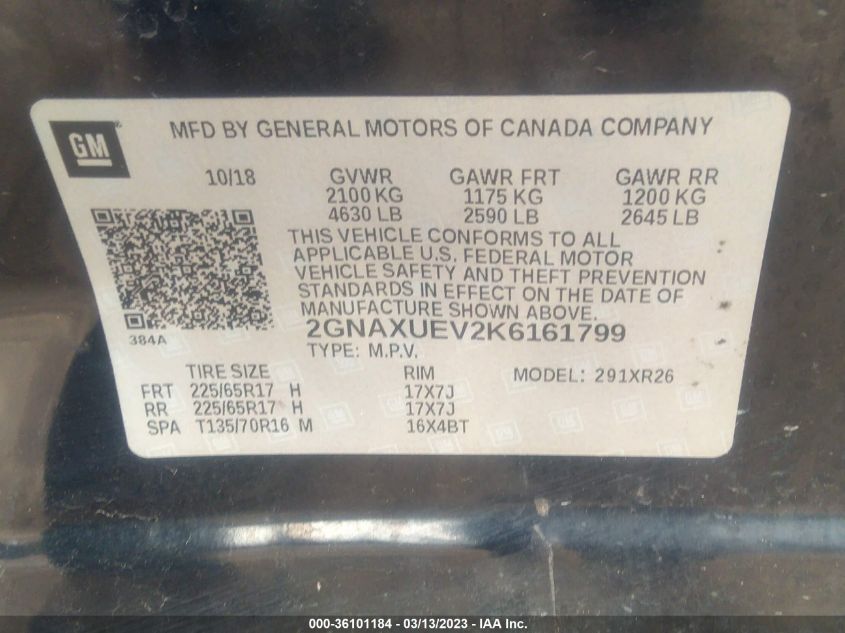 GM
MFD BY GENERAL MOTORS OF CANADA COMPANY
10/18 GVWR GAWR FRT GAWR RR
2100 KG 1175 KG 1200 KG
4630 LB 2590 LB 2645 LB
THIS VEHICLE CONFORMS TO ALL
APPLICABLE U.S. FEDERAL MOTOR
VEHICLE SAFETY AND THEFT PREVENTION
STANDARDS IN EFFECT ON THE DATE OF
MANUFACTURE SHOWN ABOVE.
384A
2GNAXUEV2K6161799
TYPE: M.P.V.
TIRE SIZE RIM MODEL: 291XR26
FRT 225/65R17 H 17X7J
RR 225/65R17 H 17X7J
SPA T135/70R16 M 16X4BT
000-36101184 - 03/13/2023 - IAA Inc.